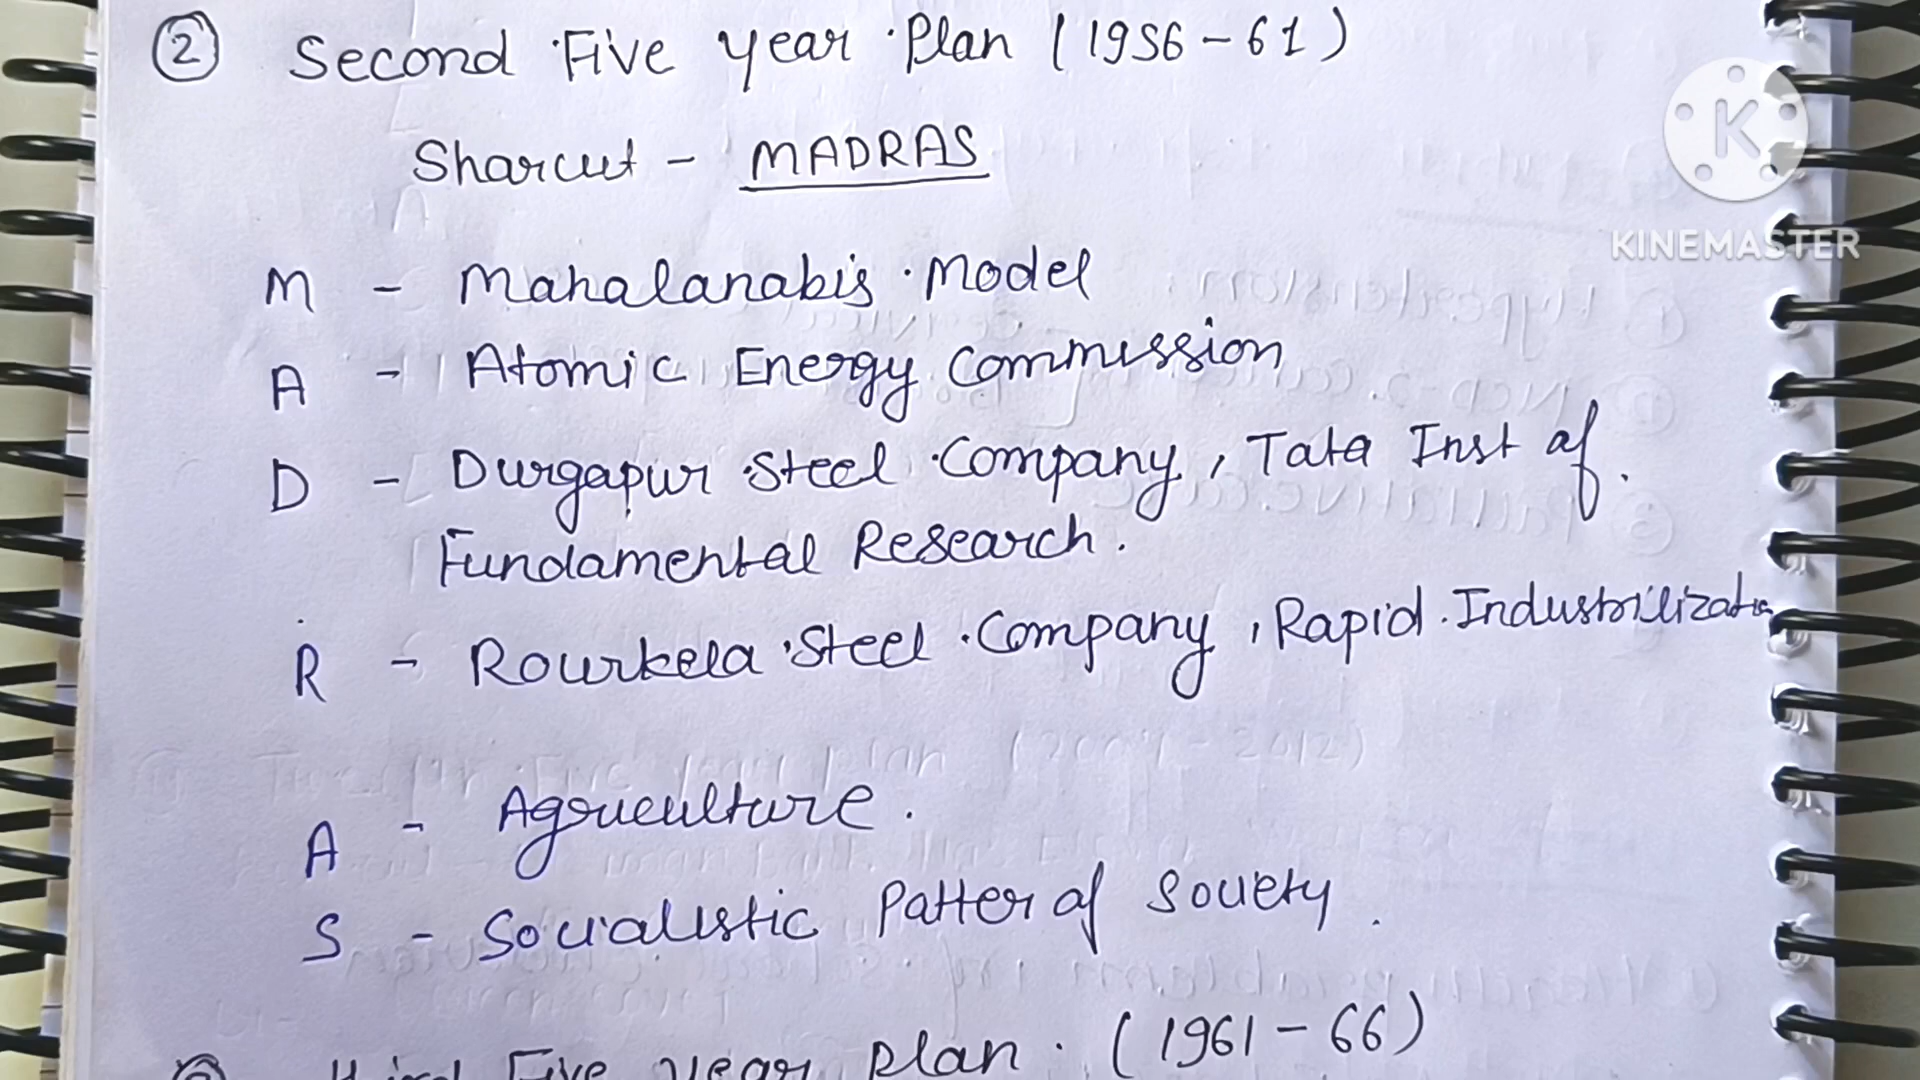 ② Second Five Year Plan (1956-61)
Sharcut - MADRAS
KINEMASTER
M - Mahalanabis Model
A - Atomic Energy Commission
D - Durgapur Steel Company, Tata Inst of
Fundamental Research.
R - Rourkela Steel Company, Rapid Industrilizatio
A - Agriculture.
S - Socialistic Patter of Society.
Third Five Year Plan. (1961-66)